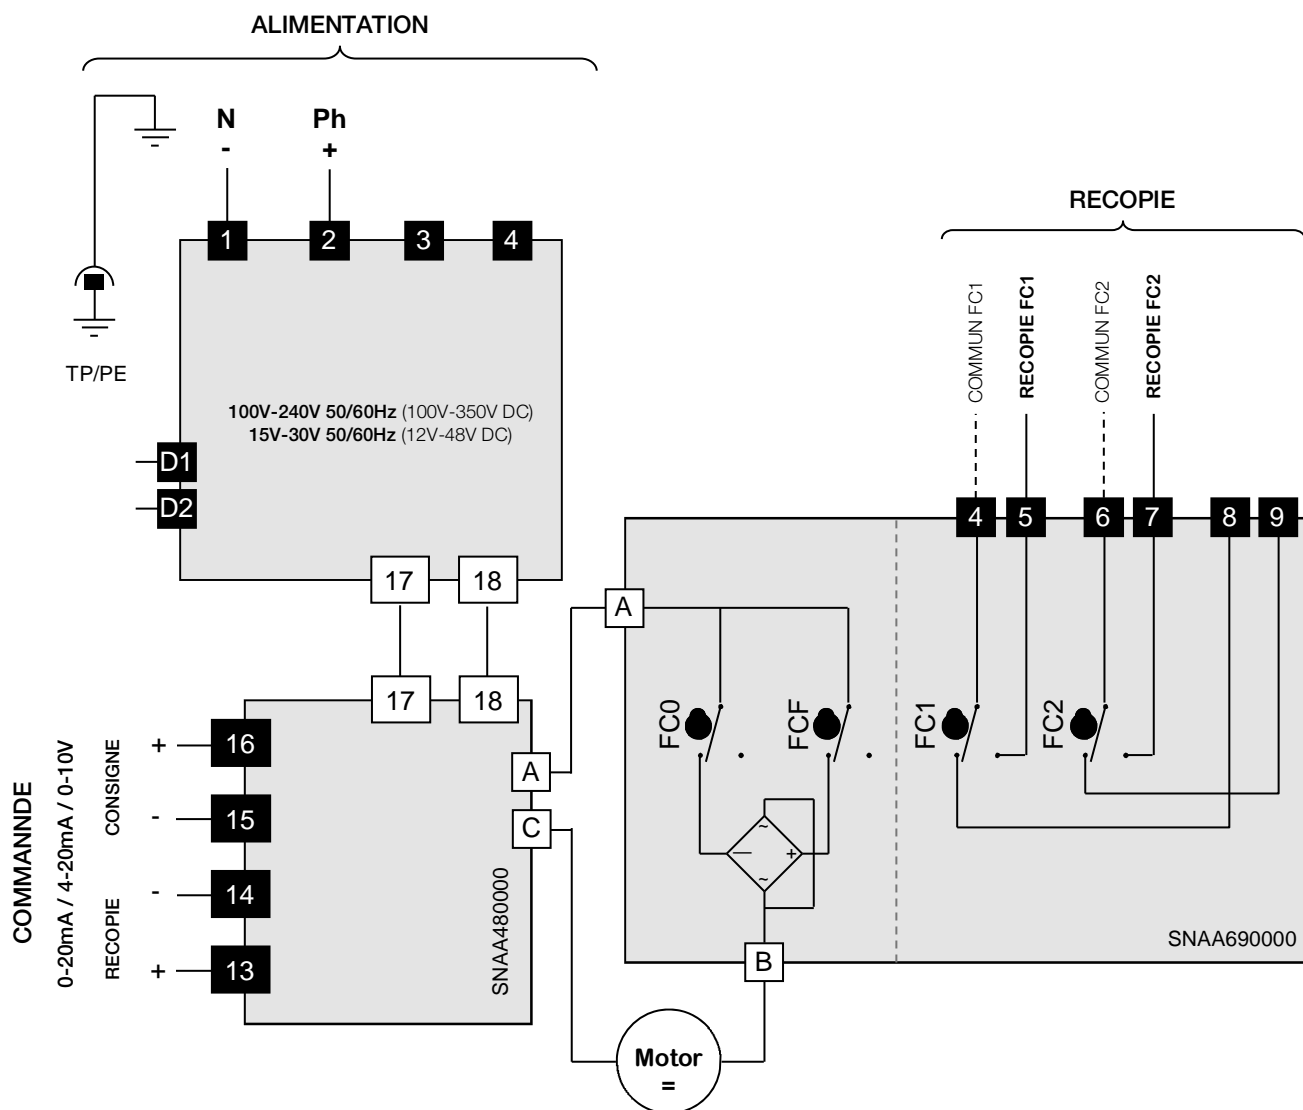 ALIMENTATION
N
-
Ph
+
1
2
3
4
TP/PE
100V-240V 50/60Hz (100V-350V DC)
15V-30V 50/60Hz (12V-48V DC)
D1
D2
17
18
17
18
COMMANNDE
0-20mA / 4-20mA / 0-10V
CONSIGNE
RECOPIE
+
16
-
15
-
14
+
13
A
C
SNAA480000
RECOPIE
COMMUN FC1
RECOPIE FC1
COMMUN FC2
RECOPIE FC2
4
5
6
7
8
9
A
FC0
FCF
FC1
FC2
~
—
+
~
B
SNAA690000
Motor
=